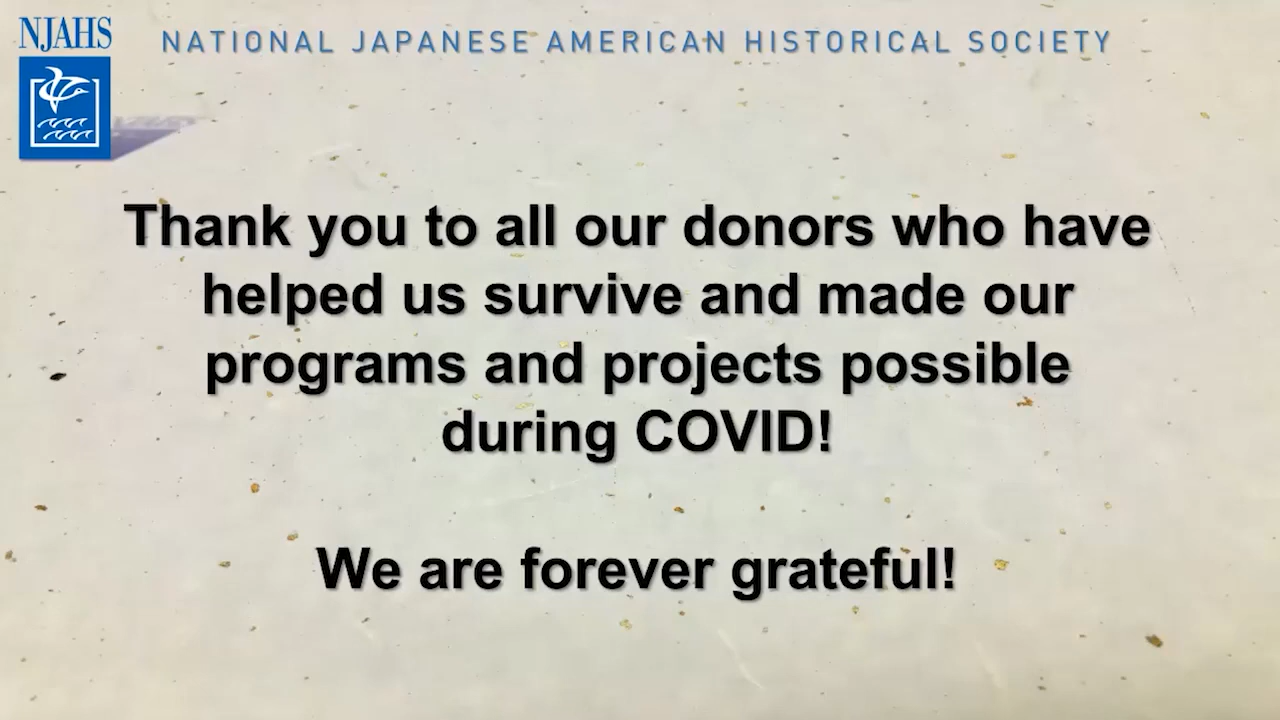 NJAHS
NATIONAL JAPANESE AMERICAN HISTORICAL SOCIETY
Thank you to all our donors who have
helped us survive and made our
programs and projects possible
during COVID!
We are forever grateful!